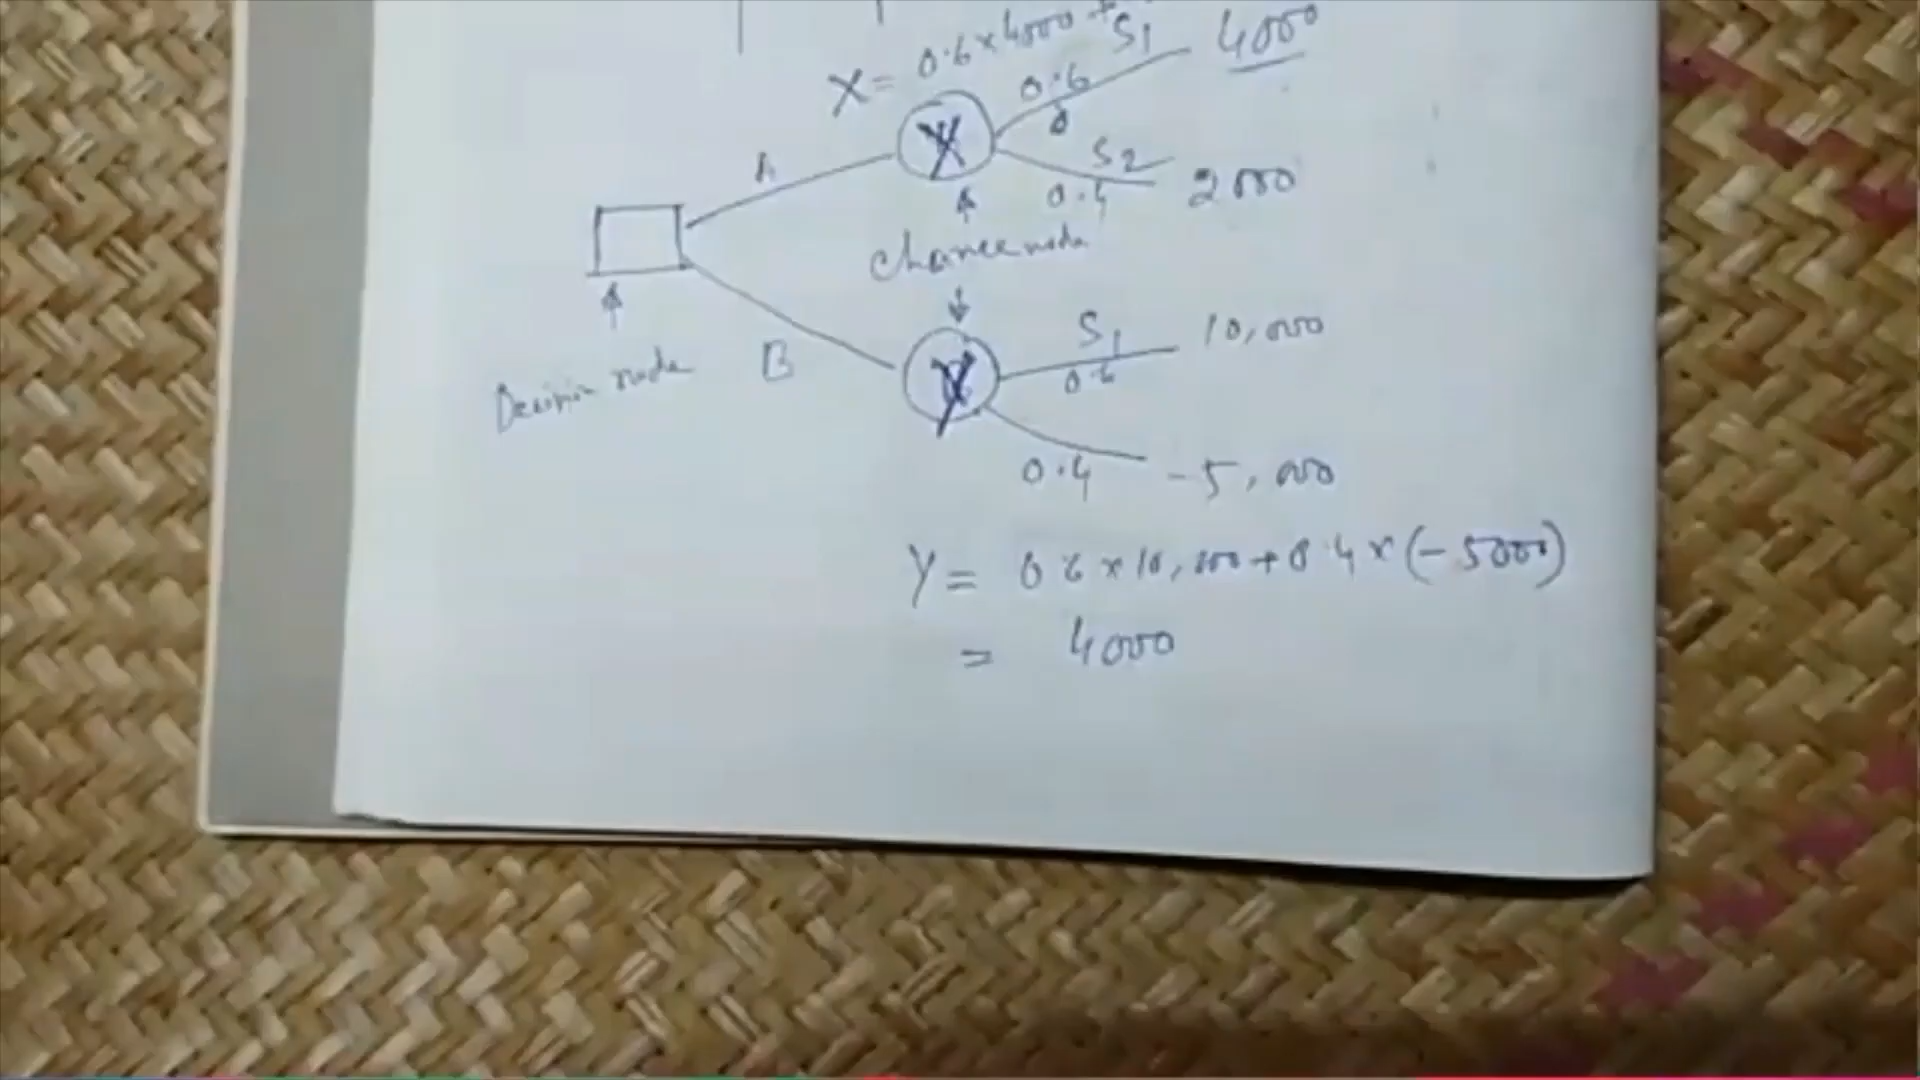 X = 0.6 x 4000 +
S1 4000
0.6
X
A
S2 2000
0.4
Chance node
S1 10,000
0.6
Y
B
Decision node
0.4 -5,000
Y = 0.6 x 10,000 + 0.4 x (-5000)
= 4000